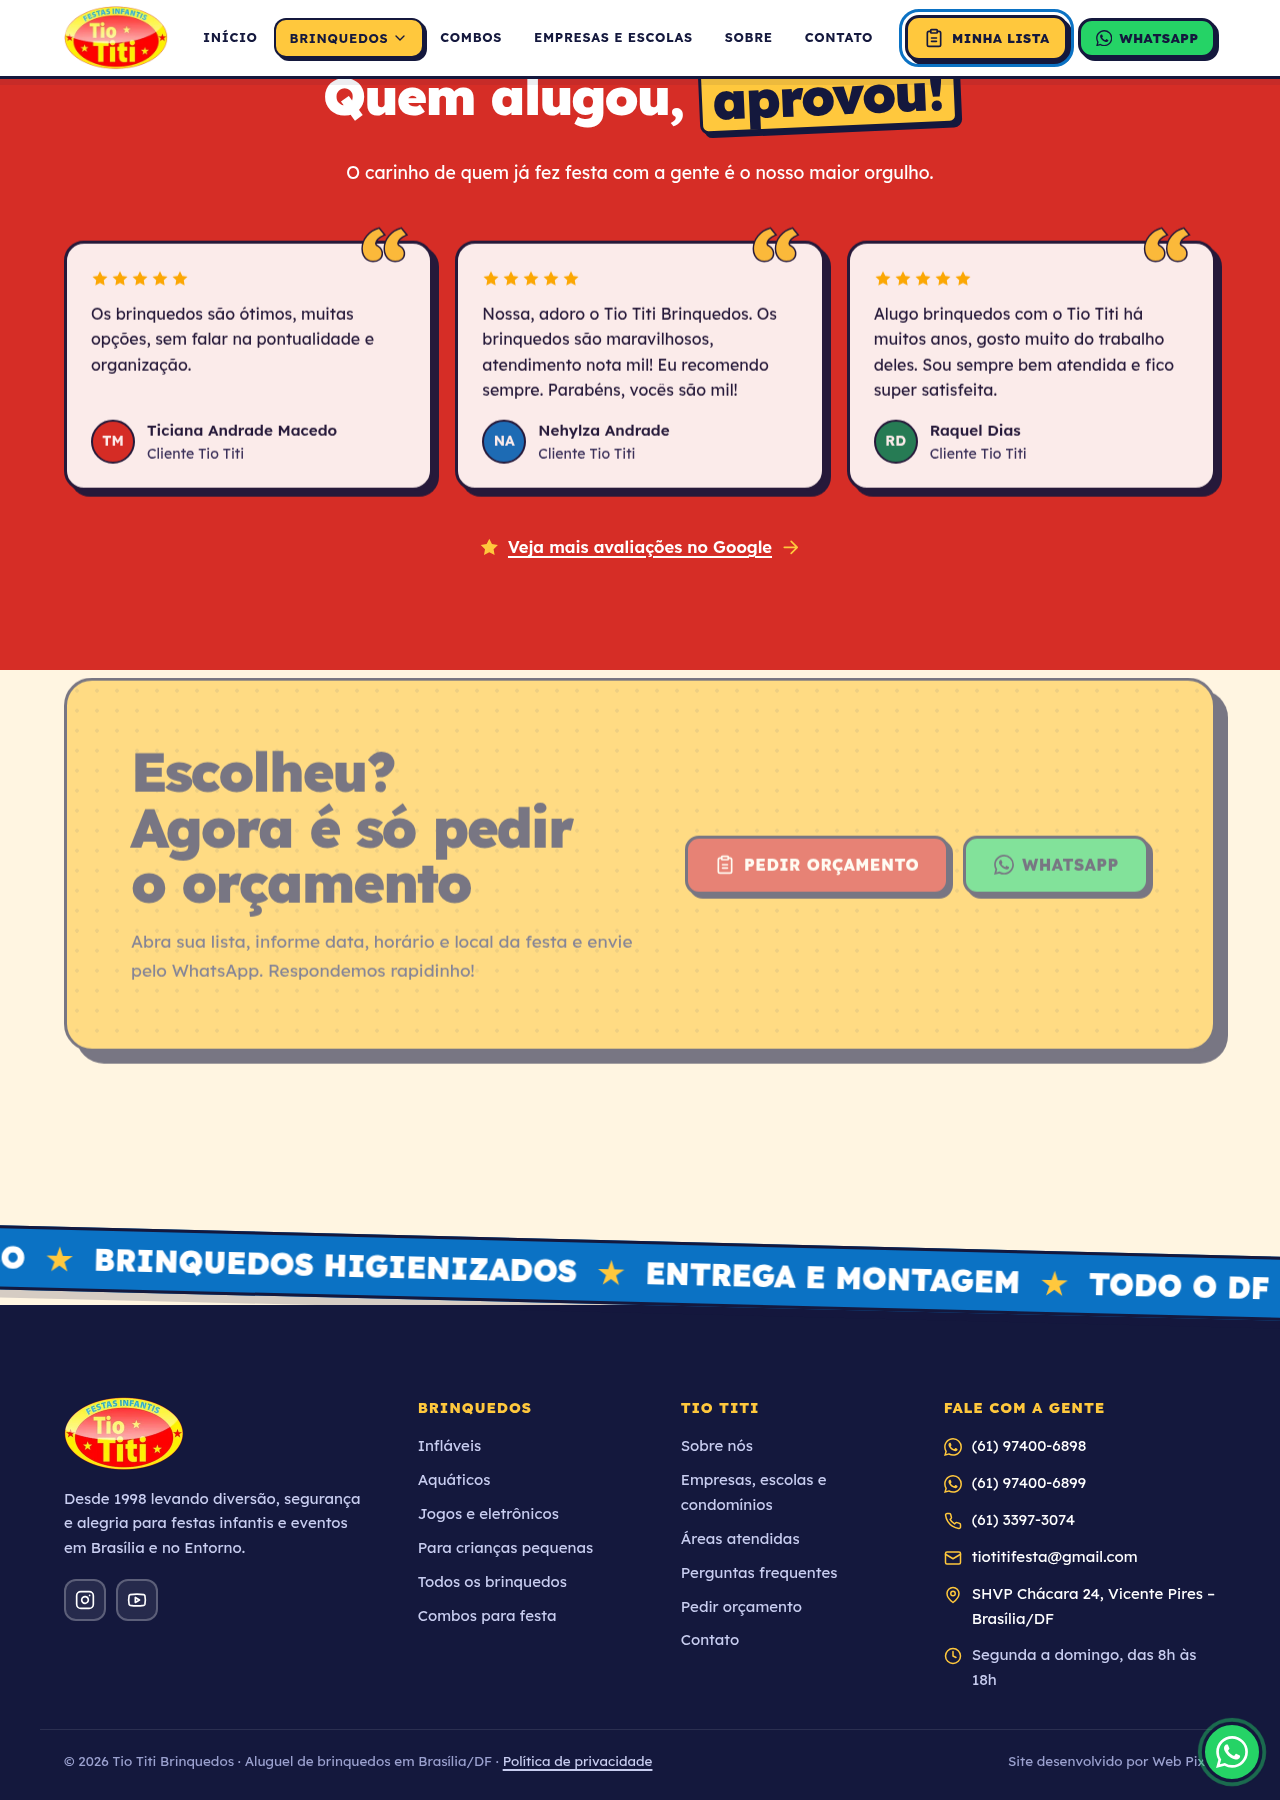 FESTAS INFANTIS
Tio
Titi
INÍCIO
BRINQUEDOS
COMBOS
EMPRESAS E ESCOLAS
SOBRE
CONTATO
MINHA LISTA
WHATSAPP
Quem alugou, aprovou!
O carinho de quem já fez festa com a gente é o nosso maior orgulho.
Os brinquedos são ótimos, muitas
opções, sem falar na pontualidade e
organização.
TM
Ticiana Andrade Macedo
Cliente Tio Titi
Nossa, adoro o Tio Titi Brinquedos. Os
brinquedos são maravilhosos,
atendimento nota mil! Eu recomendo
sempre. Parabéns, vocês são mil!
NA
Nehylza Andrade
Cliente Tio Titi
Alugo brinquedos com o Tio Titi há
muitos anos, gosto muito do trabalho
deles. Sou sempre bem atendida e fico
super satisfeita.
RD
Raquel Dias
Cliente Tio Titi
Veja mais avaliações no Google
Escolheu?
Agora é só pedir
o orçamento
Abra sua lista, informe data, horário e local da festa e envie
pelo WhatsApp. Respondemos rapidinho!
PEDIR ORÇAMENTO
WHATSAPP
O ★ BRINQUEDOS HIGIENIZADOS ★ ENTREGA E MONTAGEM ★ TODO O DF
FESTAS INFANTIS
Tio
Titi
Desde 1998 levando diversão, segurança
e alegria para festas infantis e eventos
em Brasília e no Entorno.
BRINQUEDOS
Infláveis
Aquáticos
Jogos e eletrônicos
Para crianças pequenas
Todos os brinquedos
Combos para festa
TIO TITI
Sobre nós
Empresas, escolas e
condomínios
Áreas atendidas
Perguntas frequentes
Pedir orçamento
Contato
FALE COM A GENTE
(61) 97400-6898
(61) 97400-6899
(61) 3397-3074
tiotitifesta@gmail.com
SHVP Chácara 24, Vicente Pires –
Brasília/DF
Segunda a domingo, das 8h às
18h
© 2026 Tio Titi Brinquedos · Aluguel de brinquedos em Brasília/DF · Política de privacidade
Site desenvolvido por Web